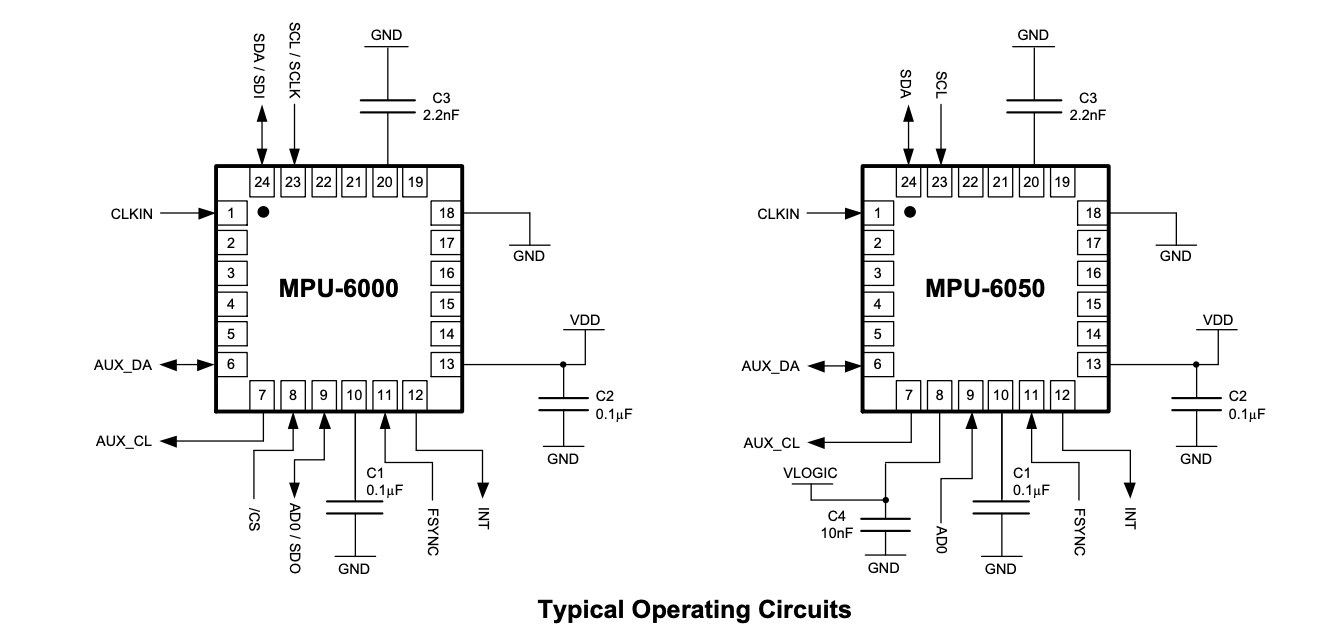 SDA / SDI
SCL / SCLK
GND
C3
2.2nF
24 23 22 21 20 19
CLKIN
1
2
3
4
5
6
18
17
16
15
14
13
MPU-6000
GND
VDD
AUX_DA
7 8 9 10 11 12
C2
0.1µF
GND
AUX_CL
/CS
AD0 / SDO
C1
0.1µF
GND
FSYNC
INT
SDA
SCL
GND
C3
2.2nF
24 23 22 21 20 19
CLKIN
1
2
3
4
5
6
18
17
16
15
14
13
MPU-6050
GND
VDD
AUX_DA
7 8 9 10 11 12
C2
0.1µF
GND
AUX_CL
VLOGIC
C4
10nF
GND
AD0
C1
0.1µF
GND
FSYNC
INT
Typical Operating Circuits